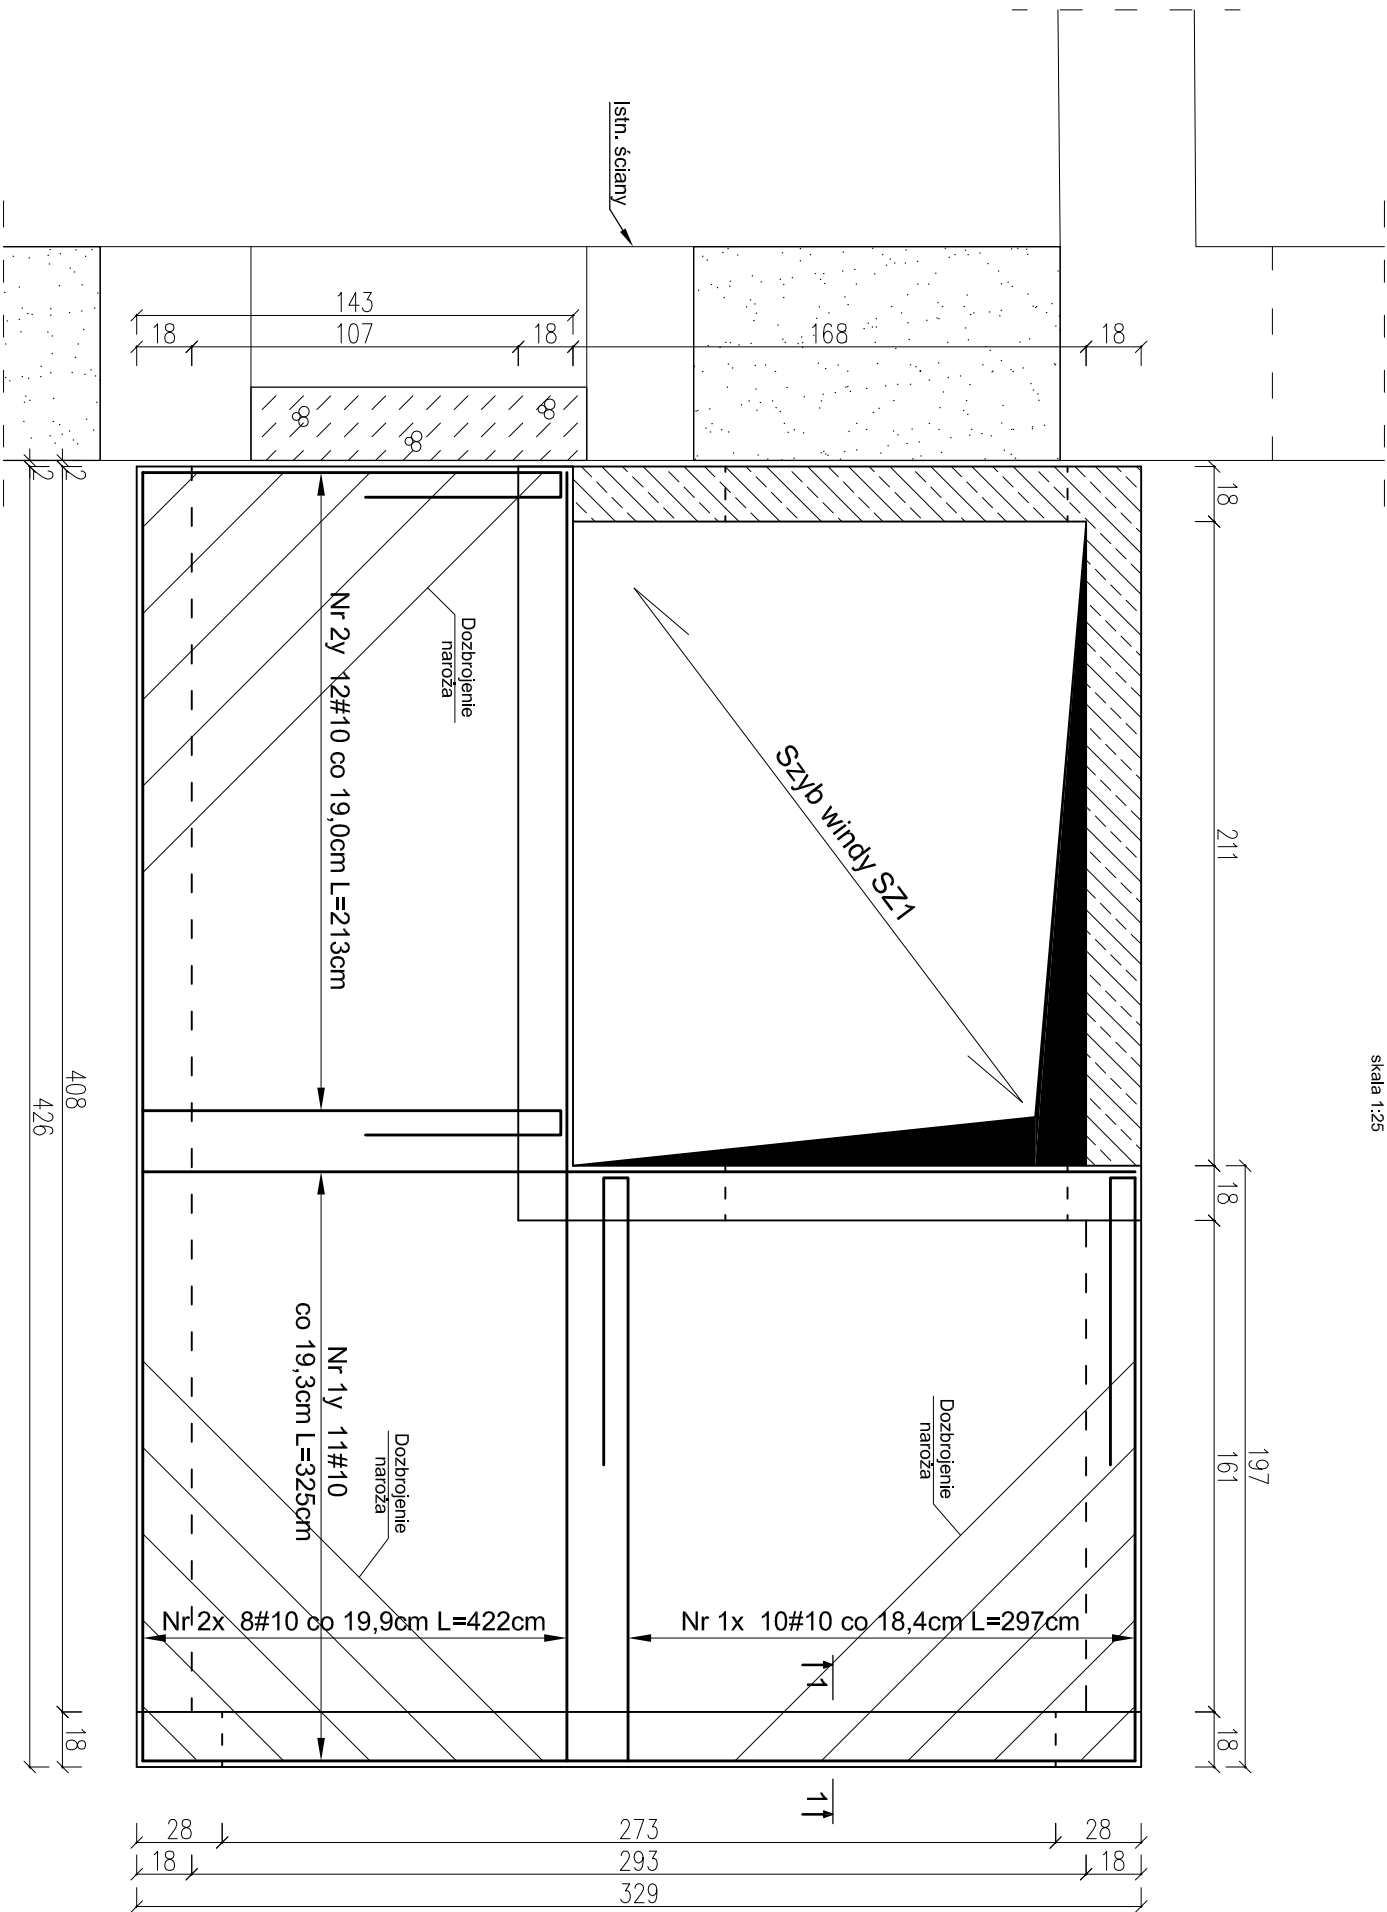 skala 1:25
Istn. ściany
143
18
107
18
168
18
2
2
18
211
18
161
18
197
Szyb windy SZ1
Dozbrojenie
naroża
Nr 2y 12#10 co 19,0cm L=213cm
Nr 1y 11#10
co 19,3cm L=325cm
Dozbrojenie
naroża
Dozbrojenie
naroża
Nr 2x 8#10 co 19,9cm L=422cm
Nr 1x 10#10 co 18,4cm L=297cm
1
1
408
18
426
28
273
28
18
293
18
329